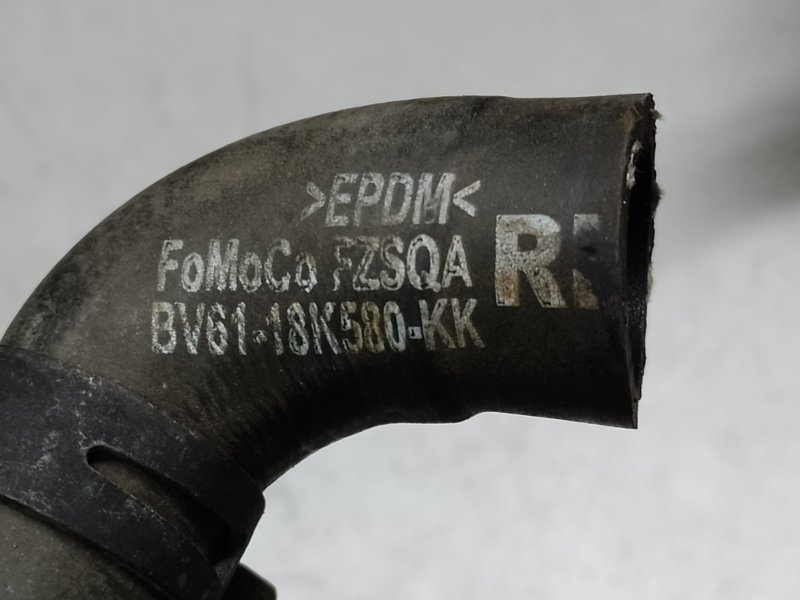 >EPDM<
FoMoCo FZSQA
BV61-18K580-KK